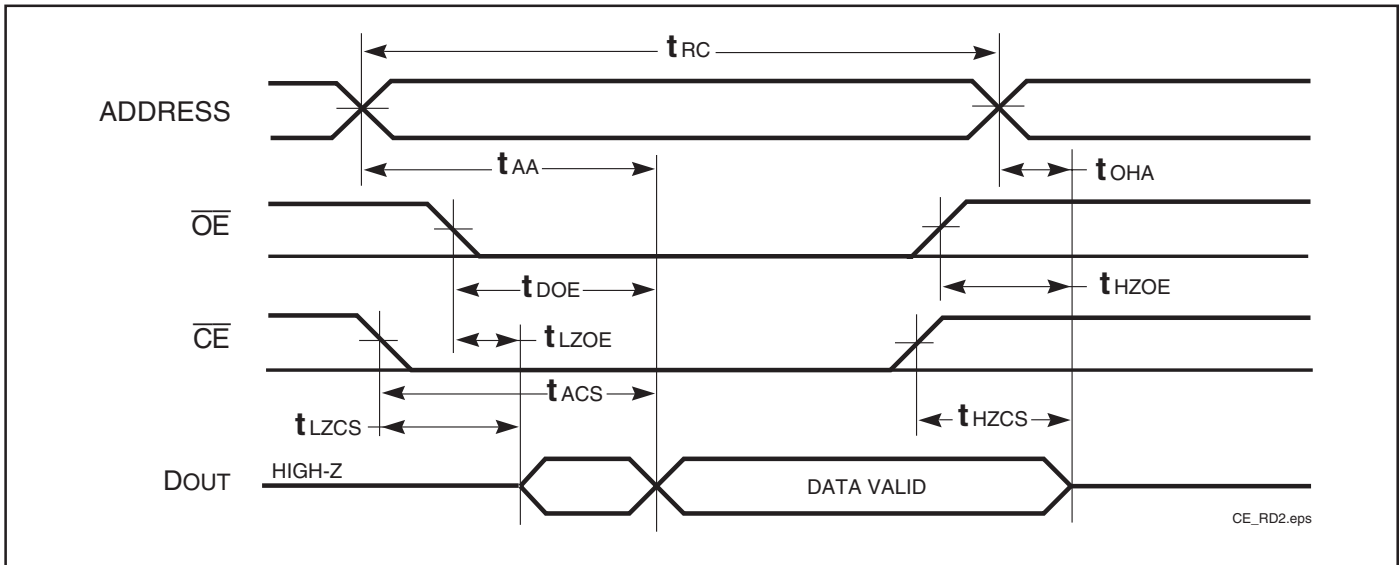 tRC
ADDRESS
tAA
tOHA
OE
tDOE
tHZOE
CE
tLZOE
tACS
tLZCS
tHZCS
DOUT
HIGH-Z
DATA VALID
CE_RD2.eps